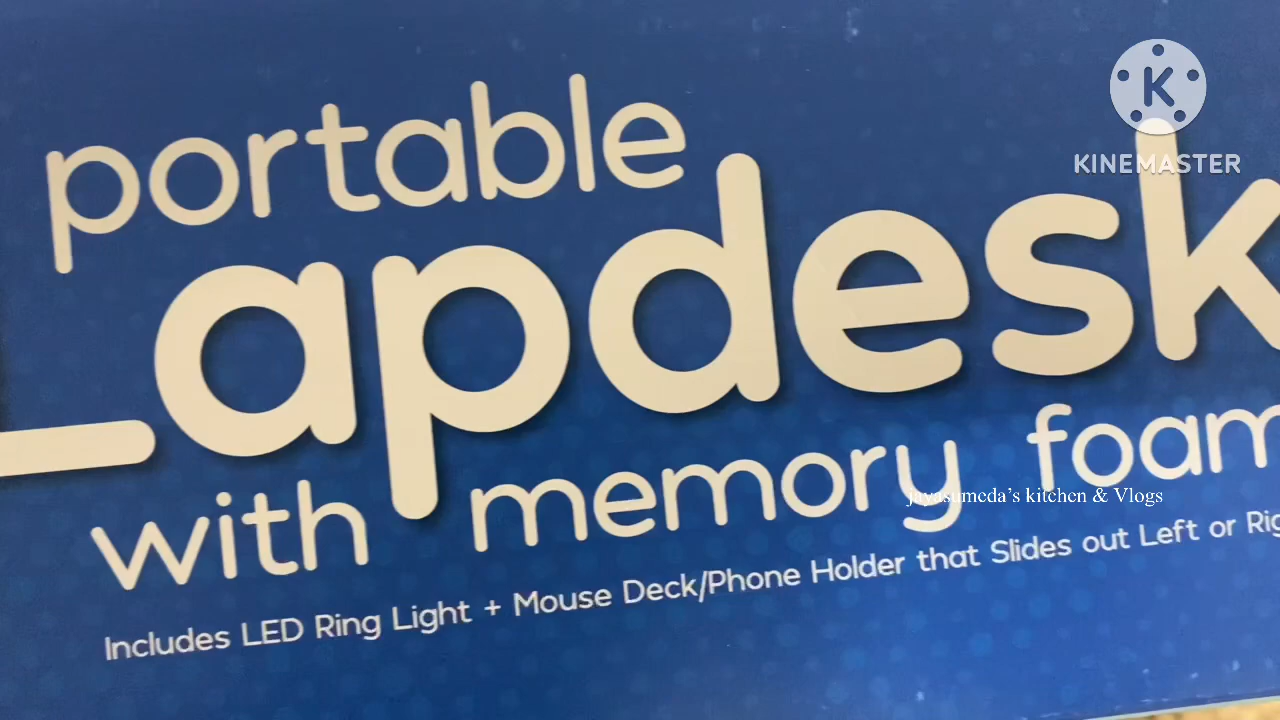 portable
Lapdesk
with memory foam
Includes LED Ring Light + Mouse Deck/Phone Holder that Slides out Left or Rig
K
KINEMASTER
jayasumeda's kitchen & Vlogs